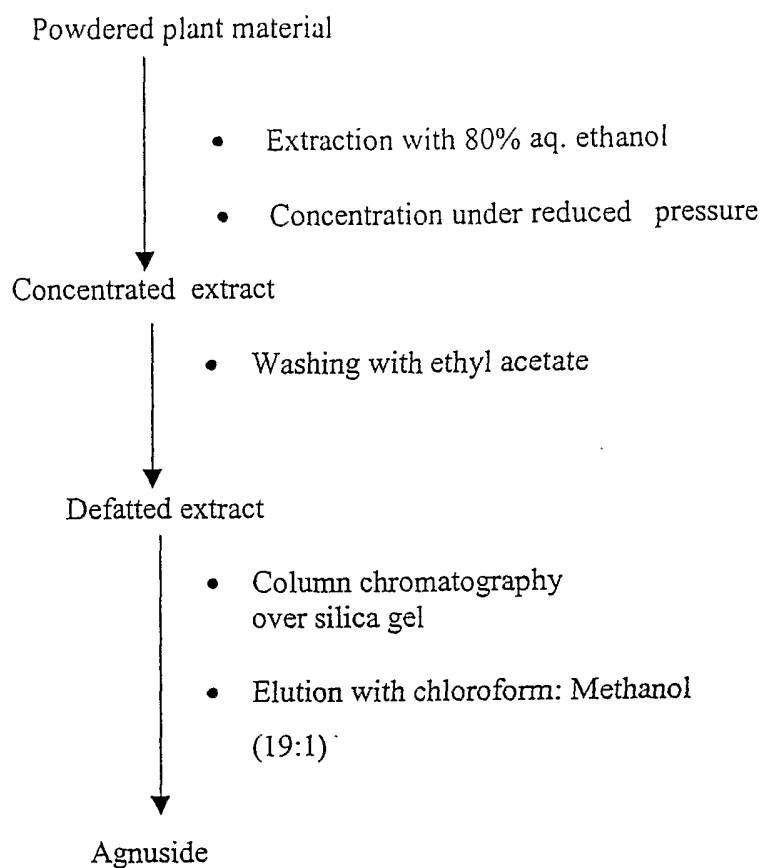 Powdered plant material
• Extraction with 80% aq. ethanol
• Concentration under reduced pressure
Concentrated extract
• Washing with ethyl acetate
Defatted extract
• Column chromatography
over silica gel
• Elution with chloroform: Methanol
(19:1)
Agnuside